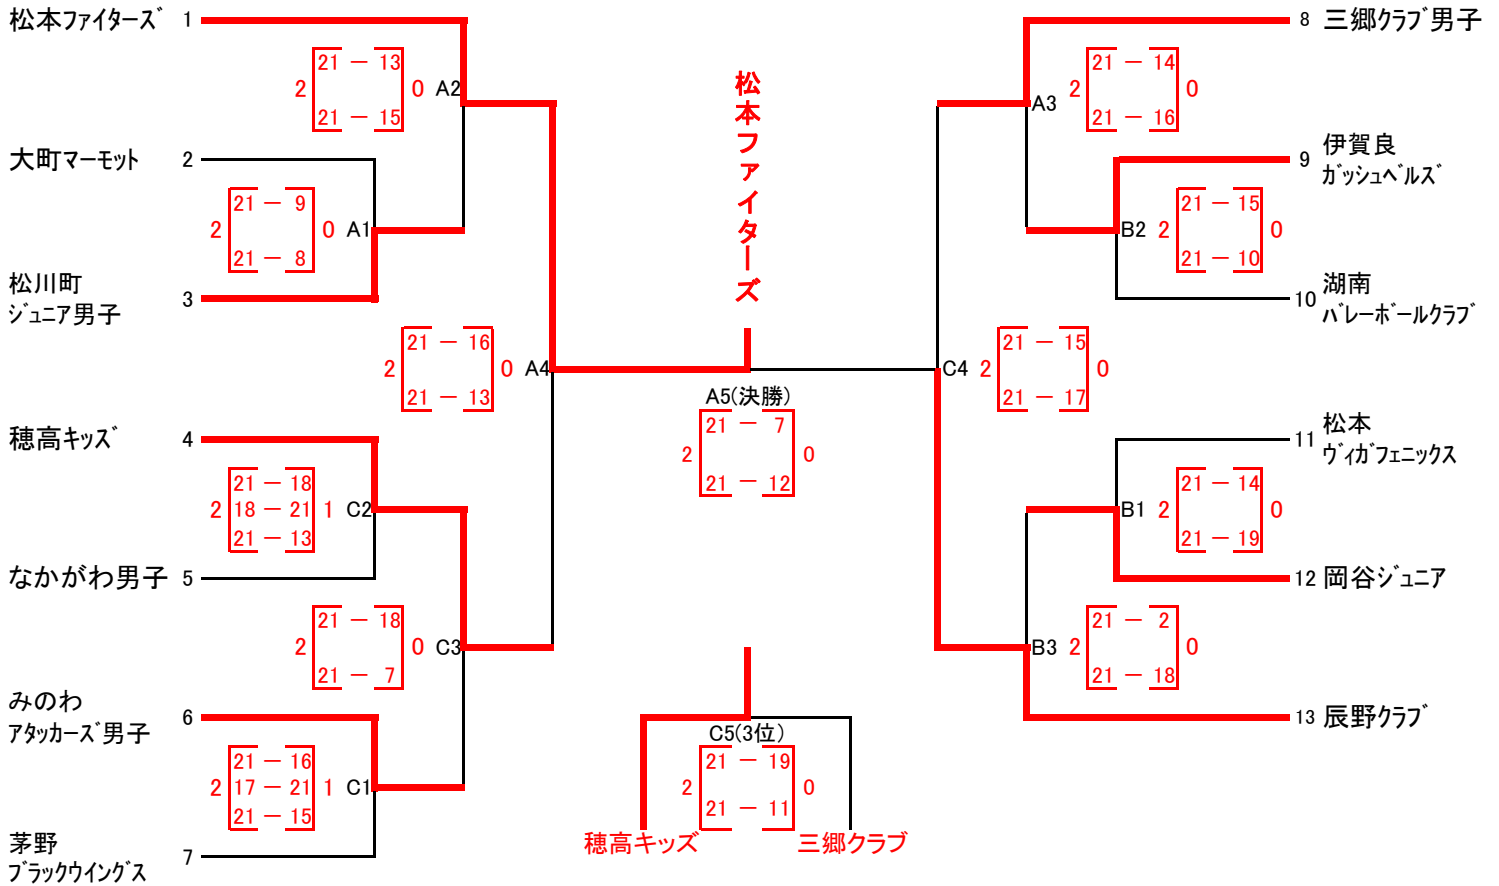 松本ファイターズ 1
21 － 13
2 0 A2
21 － 15
大町マーモット 2
21 － 9
2 0 A1
21 － 8
松川町
ジュニア男子 3
21 － 16
2 0 A4
21 － 13
穂高キッズ 4
21 － 18
2 18 － 21 1 C2
21 － 13
なかがわ男子 5
21 － 18
2 0 C3
21 － 7
みのわ
アタッカーズ男子 6
21 － 16
2 17 － 21 1 C1
21 － 15
茅野
ブラックウイングス 7
松本ファイターズ
A5(決勝)
21 － 7
2 0
21 － 12
C5(3位)
21 － 19
2 0
21 － 11
穂高キッズ 三郷クラブ
8 三郷クラブ男子
21 － 14
A3 2 0
21 － 16
9 伊賀良
ガッシュベルズ
21 － 15
B2 2 0
21 － 10
10 湖南
バレーボールクラブ
21 － 15
C4 2 0
21 － 17
11 松本
ヴィガフェニックス
21 － 14
B1 2 0
21 － 19
12 岡谷ジュニア
21 － 2
B3 2 0
21 － 18
13 辰野クラブ